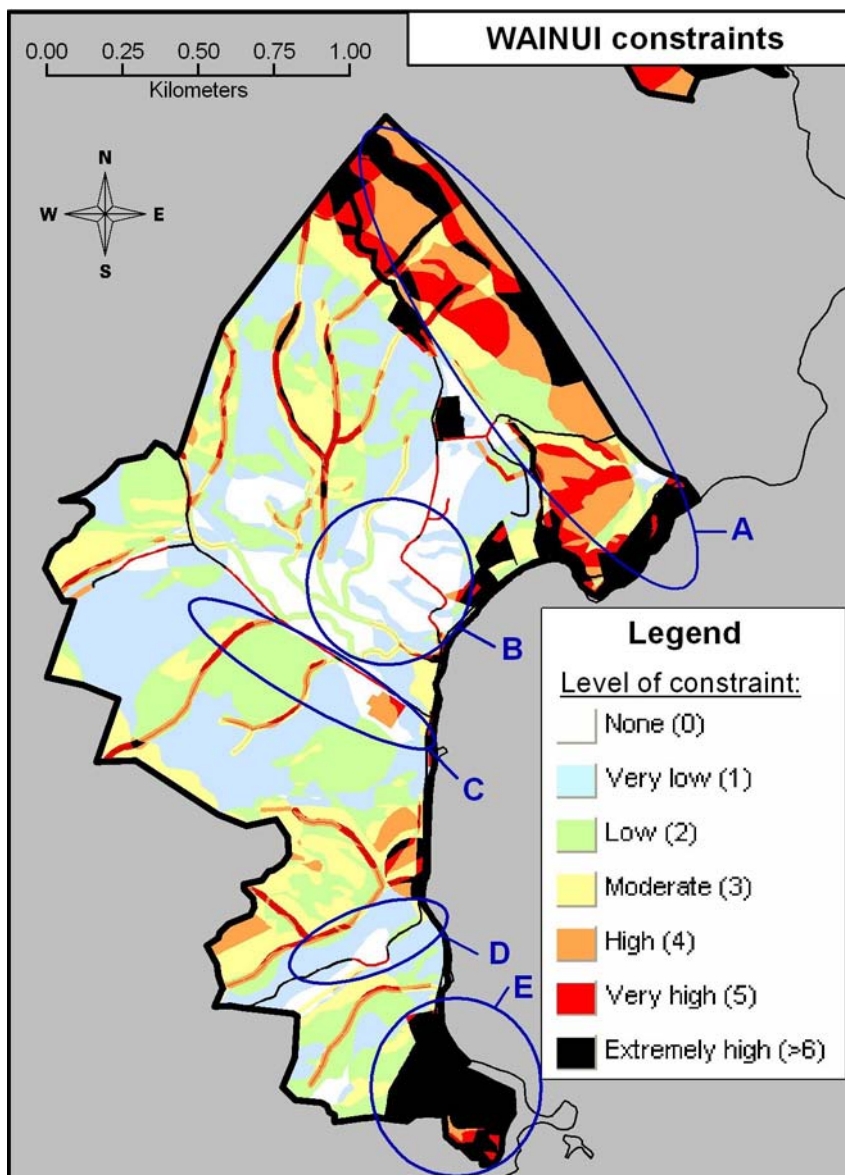 WAINUI constraints
0.00 0.25 0.50 0.75 1.00
Kilometers
N
W E
S
A
B
C
D
E
Legend
Level of constraint:
None (0)
Very low (1)
Low (2)
Moderate (3)
High (4)
Very high (5)
Extremely high (>6)